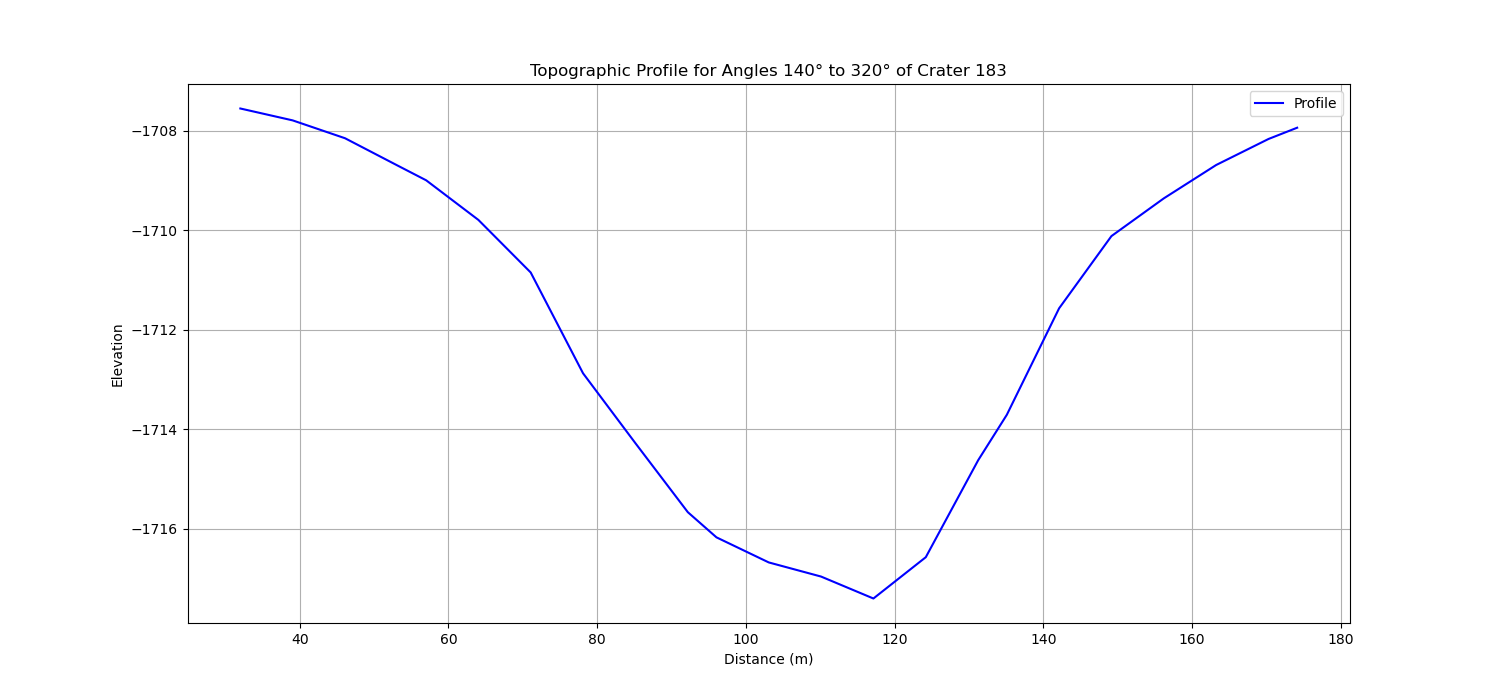 Topographic Profile for Angles 140° to 320° of Crater 183
Profile
−1708
−1710
−1712
−1714
−1716
Elevation
40 60 80 100 120 140 160 180
Distance (m)